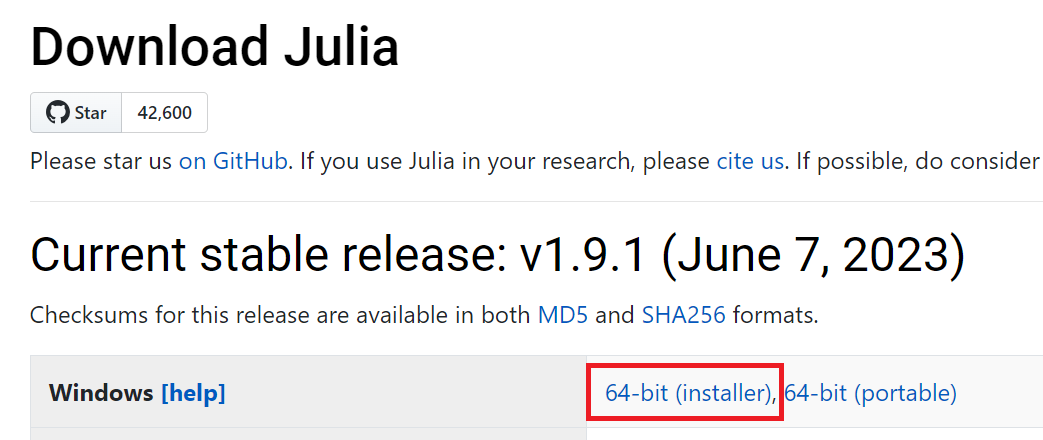 Download Julia
Star 42,600
Please star us on GitHub. If you use Julia in your research, please cite us. If possible, do consider
Current stable release: v1.9.1 (June 7, 2023)
Checksums for this release are available in both MD5 and SHA256 formats.
Windows [help] 64-bit (installer), 64-bit (portable)